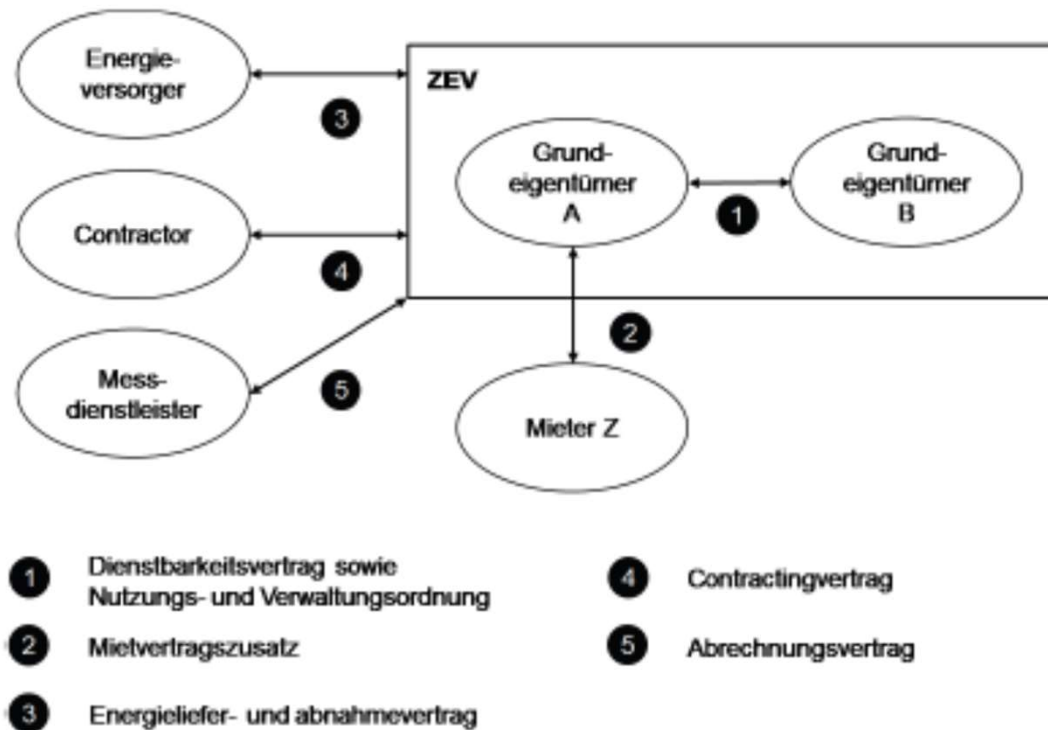 Energie-
versorger
3
ZEV
Grund-
eigentümer
A
1
Grund-
eigentümer
B
Contractor
4
2
Mess-
dienstleister
5
Mieter Z
1 Dienstbarkeitsvertrag sowie
Nutzungs- und Verwaltungsordnung
2 Mietvertragszusatz
3 Energieliefer- und abnahmevertrag
4 Contractingvertrag
5 Abrechnungsvertrag